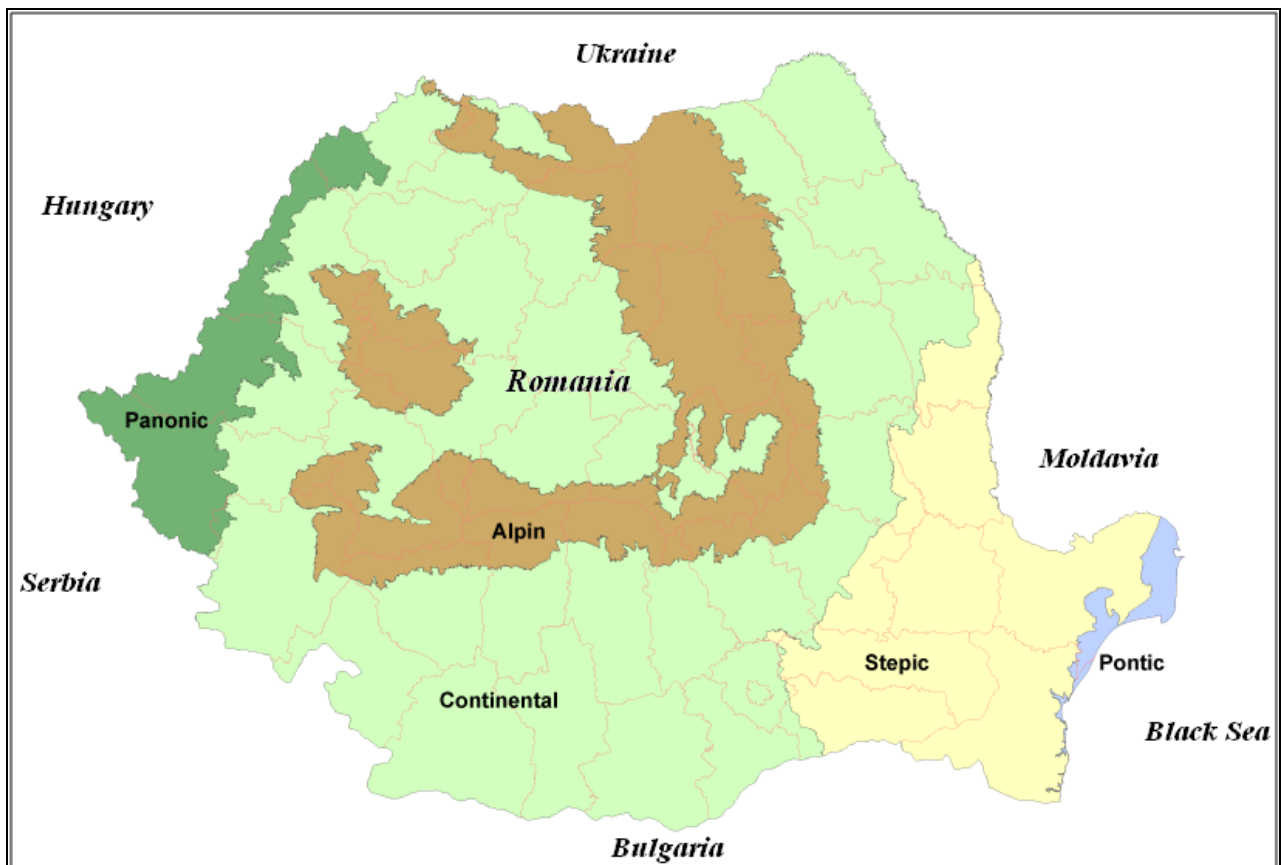 Ukraine
Hungary
Romania
Panonic
Moldavia
Alpin
Serbia
Stepic
Pontic
Continental
Black Sea
Bulgaria